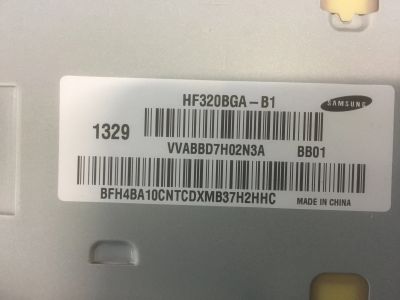 HF320BGA-B1
SAMSUNG
1329
VVABBD7H02N3A BB01
BFH4BA10CNTCDXMB37H2HHC
MADE IN CHINA